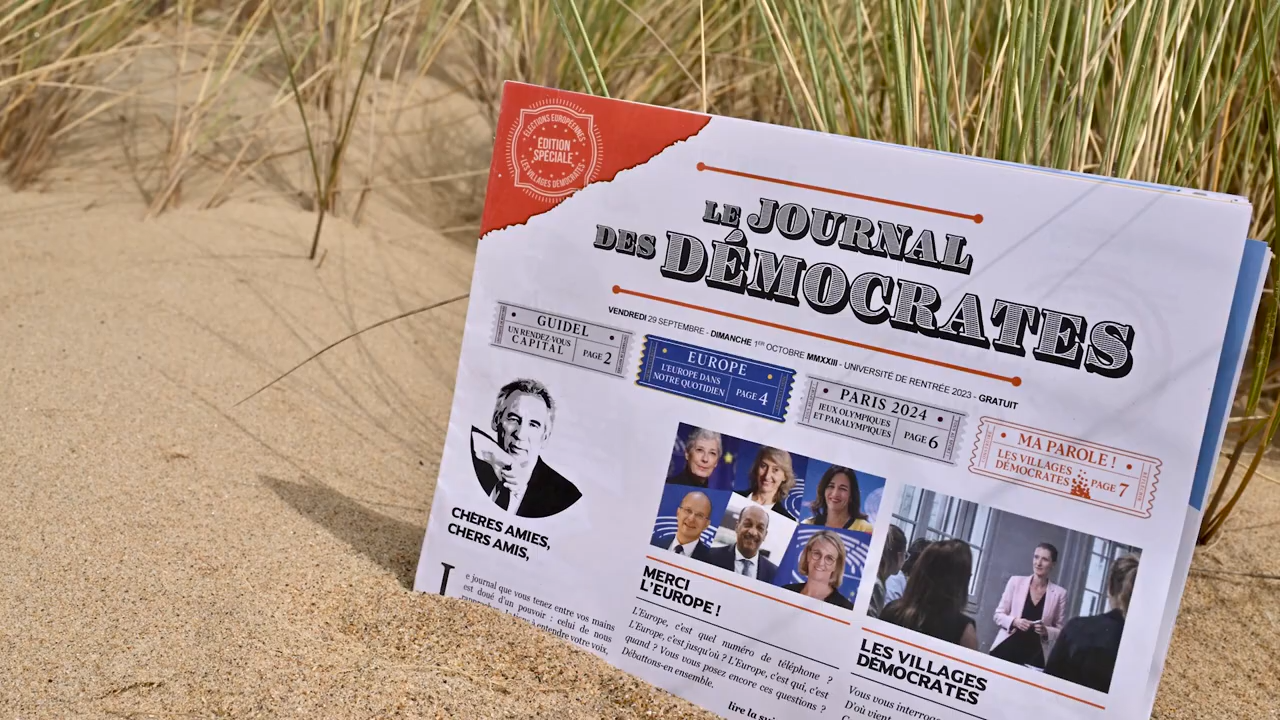 ÉLECTIONS EUROPÉENNES
ÉDITION
SPÉCIALE
LES VILLAGES DÉMOCRATES
LE JOURNAL
DES DÉMOCRATES
VENDREDI 29 SEPTEMBRE - DIMANCHE 1ER OCTOBRE MMXXIII - UNIVERSITÉ DE RENTRÉE 2023 - GRATUIT
GUIDEL
UN RENDEZ-VOUS
CAPITAL
PAGE 2
EUROPE
L'EUROPE DANS
NOTRE QUOTIDIEN
PAGE 4
PARIS 2024
JEUX OLYMPIQUES
ET PARALYMPIQUES
PAGE 6
MA PAROLE !
LES VILLAGES
DÉMOCRATES
PAGE 7
CHÈRES AMIES,
CHERS AMIS,
Je journal que vous tenez entre vos mains
est doué d'un pouvoir : celui de nous
à entendre votre voix,
MERCI
L'EUROPE !
L'Europe, c'est quel numéro de téléphone ?
L'Europe, c'est jusqu'où ? L'Europe, c'est qui, c'est
quand ? Vous vous posez encore ces questions ?
Débattons-en ensemble.
lire la
LES VILLAGES
DÉMOCRATES
Vous vous
D'où